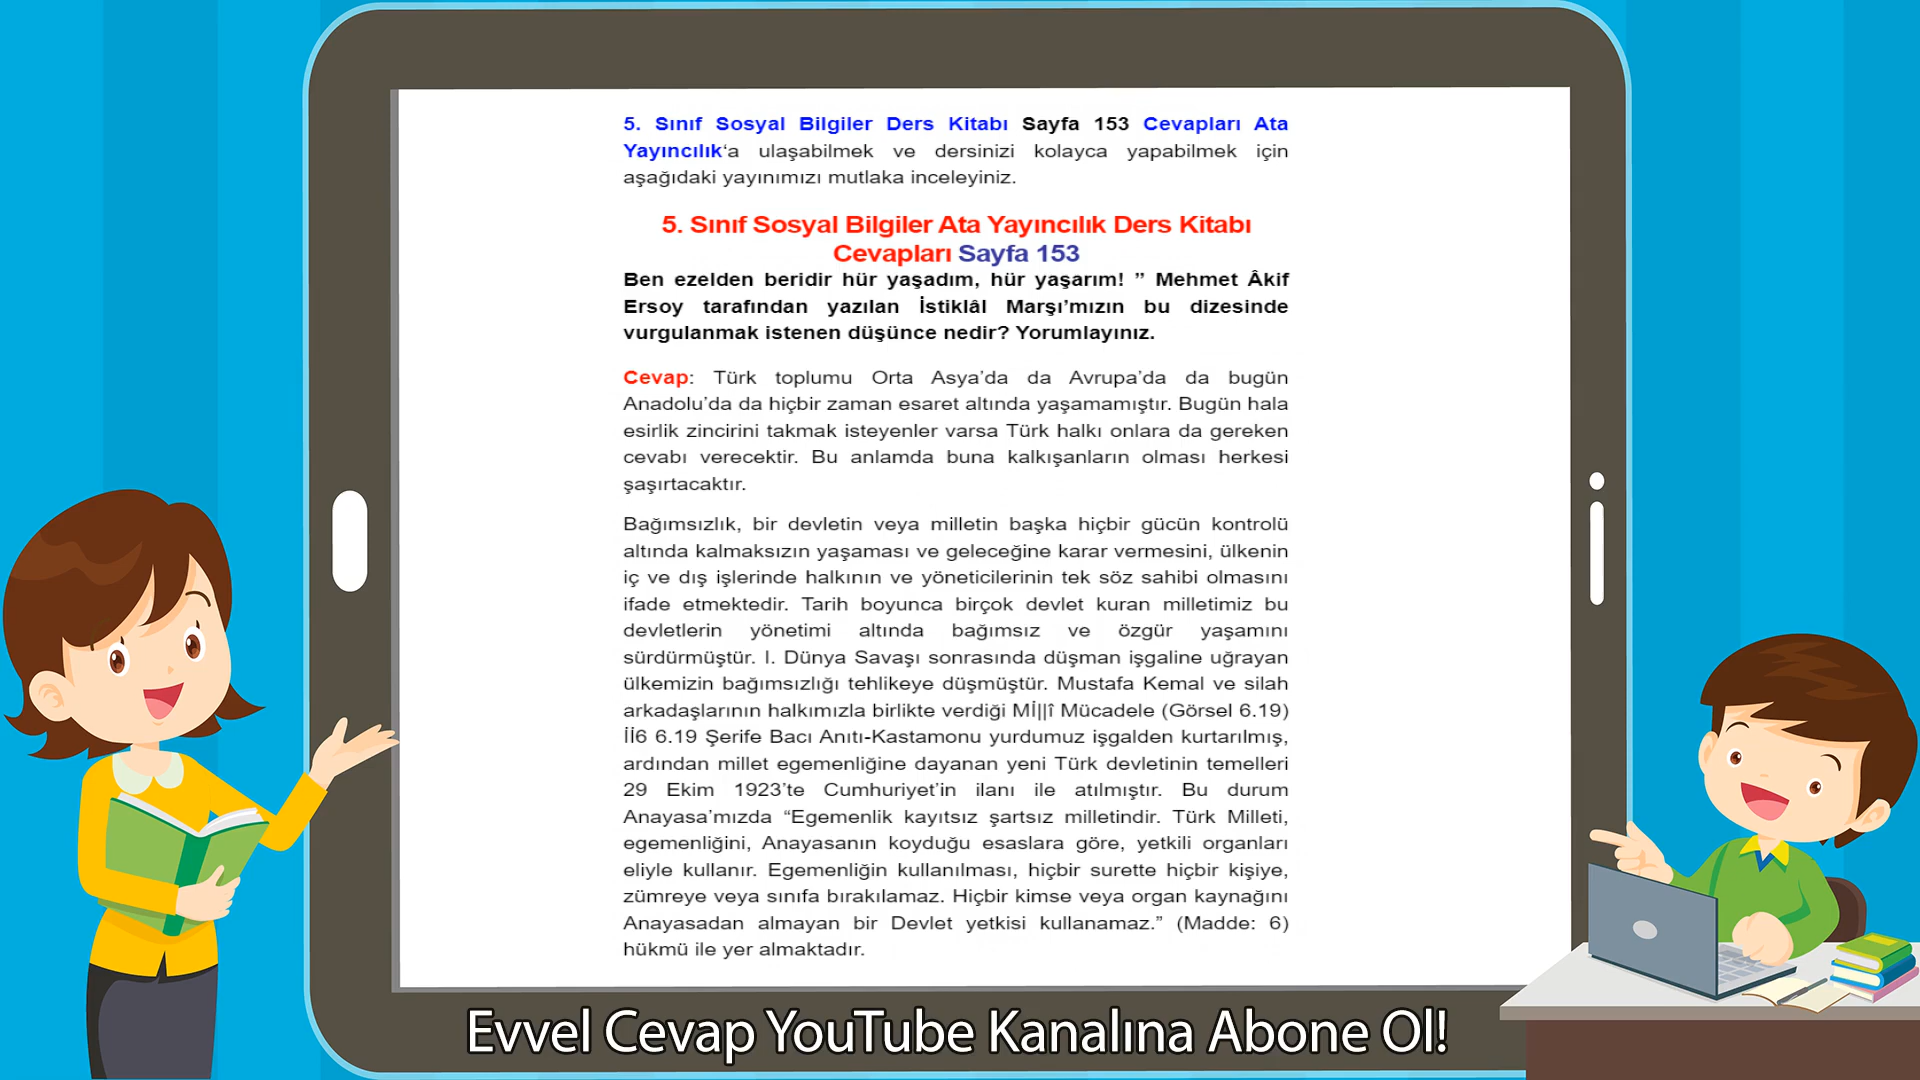 5. Sınıf Sosyal Bilgiler Ders Kitabı Sayfa 153 Cevapları Ata
Yayıncılık‘a ulaşabilmek ve dersinizi kolayca yapabilmek için
aşağıdaki yayınımızı mutlaka inceleyiniz.
5. Sınıf Sosyal Bilgiler Ata Yayıncılık Ders Kitabı
Cevapları Sayfa 153
Ben ezelden beridir hür yaşadım, hür yaşarım! ” Mehmet Âkif
Ersoy tarafından yazılan İstiklâl Marşı’mızın bu dizesinde
vurgulanmak istenen düşünce nedir? Yorumlayınız.
Cevap: Türk toplumu Orta Asya’da da Avrupa’da da bugün
Anadolu’da da hiçbir zaman esaret altında yaşamamıştır. Bugün hala
esirlik zincirini takmak isteyenler varsa Türk halkı onlara da gereken
cevabı verecektir. Bu anlamda buna kalkışanların olması herkesi
şaşırtacaktır.
Bağımsızlık, bir devletin veya milletin başka hiçbir gücün kontrolü
altında kalmaksızın yaşaması ve geleceğine karar vermesini, ülkenin
iç ve dış işlerinde halkının ve yöneticilerinin tek söz sahibi olmasını
ifade etmektedir. Tarih boyunca birçok devlet kuran milletimiz bu
devletlerin yönetimi altında bağımsız ve özgür yaşamını
sürdürmüştür. I. Dünya Savaşı sonrasında düşman işgaline uğrayan
ülkemizin bağımsızlığı tehlikeye düşmüştür. Mustafa Kemal ve silah
arkadaşlarının halkımızla birlikte verdiği Mİ||î Mücadele (Görsel 6.19)
İİ6 6.19 Şerife Bacı Anıtı-Kastamonu yurdumuz işgalden kurtarılmış,
ardından millet egemenliğine dayanan yeni Türk devletinin temelleri
29 Ekim 1923’te Cumhuriyet’in ilanı ile atılmıştır. Bu durum
Anayasa’mızda “Egemenlik kayıtsız şartsız milletindir. Türk Milleti,
egemenliğini, Anayasanın koyduğu esaslara göre, yetkili organları
eliyle kullanır. Egemenliğin kullanılması, hiçbir surette hiçbir kişiye,
zümreye veya sınıfa bırakılamaz. Hiçbir kimse veya organ kaynağını
Anayasadan almayan bir Devlet yetkisi kullanamaz.” (Madde: 6)
hükmü ile yer almaktadır.
Evvel Cevap YouTube Kanalına Abone Ol!